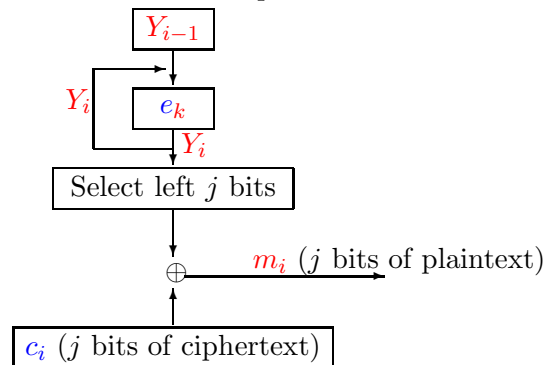 Y_{i−1}
Y_i
e_k
Y_i
Select left j bits
⊕
m_i (j bits of plaintext)
c_i (j bits of ciphertext)